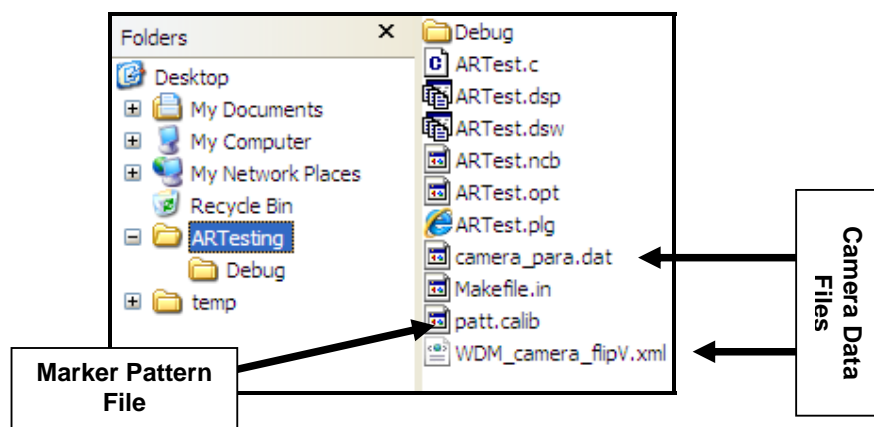 Folders
Desktop
My Documents
My Computer
My Network Places
Recycle Bin
ARTesting
Debug
temp
Debug
ARTest.c
ARTest.dsp
ARTest.dsw
ARTest.ncb
ARTest.opt
ARTest.plg
camera_para.dat
Makefile.in
patt.calib
WDM_camera_flipV.xml
Marker Pattern
File
Camera Data
Files